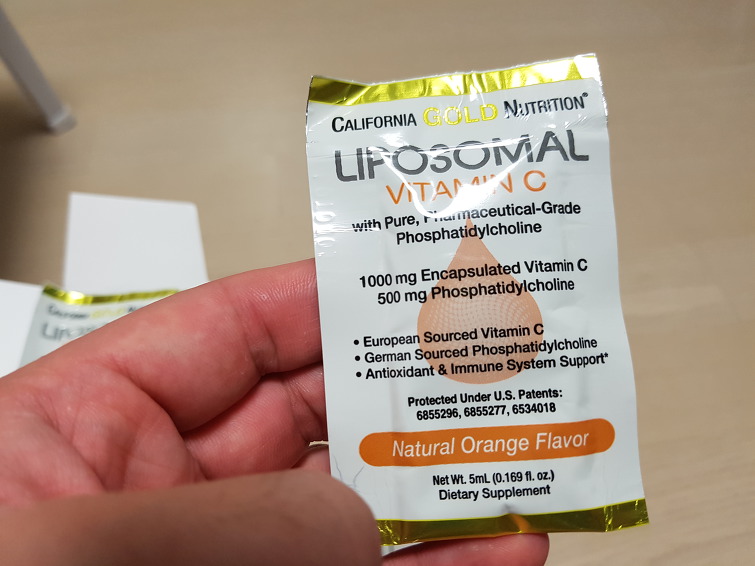 CALIFORNIA GOLD NUTRITION®
LIPOSOMAL
VITAMIN C
with Pure, Pharmaceutical-Grade
Phosphatidylcholine
1000 mg Encapsulated Vitamin C
500 mg Phosphatidylcholine
• European Sourced Vitamin C
• German Sourced Phosphatidylcholine
• Antioxidant & Immune System Support*
Protected Under U.S. Patents:
6855296, 6855277, 6534018
Natural Orange Flavor
Net Wt. 5mL (0.169 fl. oz.)
Dietary Supplement
CALIFORNIA